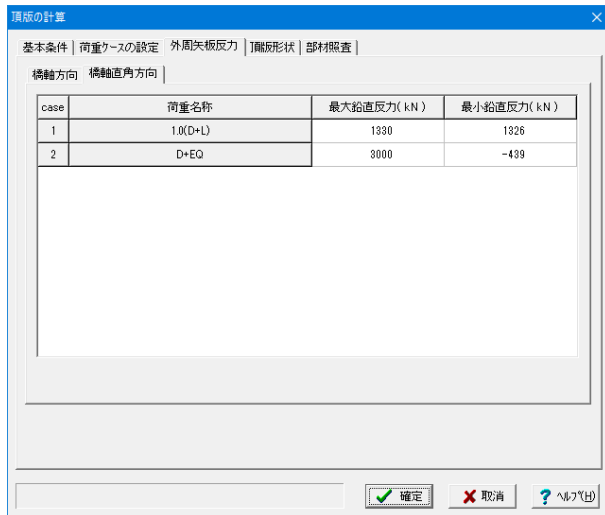 頂版の計算
基本条件 荷重ケースの設定 外周矢板反力 頂版形状 部材照査
橋軸方向 橋軸直角方向
case 荷重名称 最大鉛直反力(kN) 最小鉛直反力(kN)
1 1.0(D+L) 1330 1326
2 D+EQ 3000 -439
確定 取消 ? ヘルプ(H)